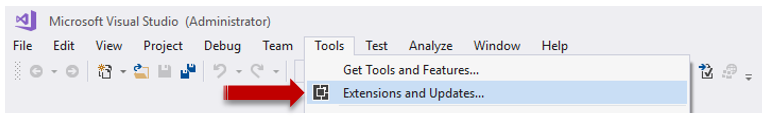 Microsoft Visual Studio (Administrator)
File Edit View Project Debug Team Tools Test Analyze Window Help
Get Tools and Features...
Extensions and Updates...